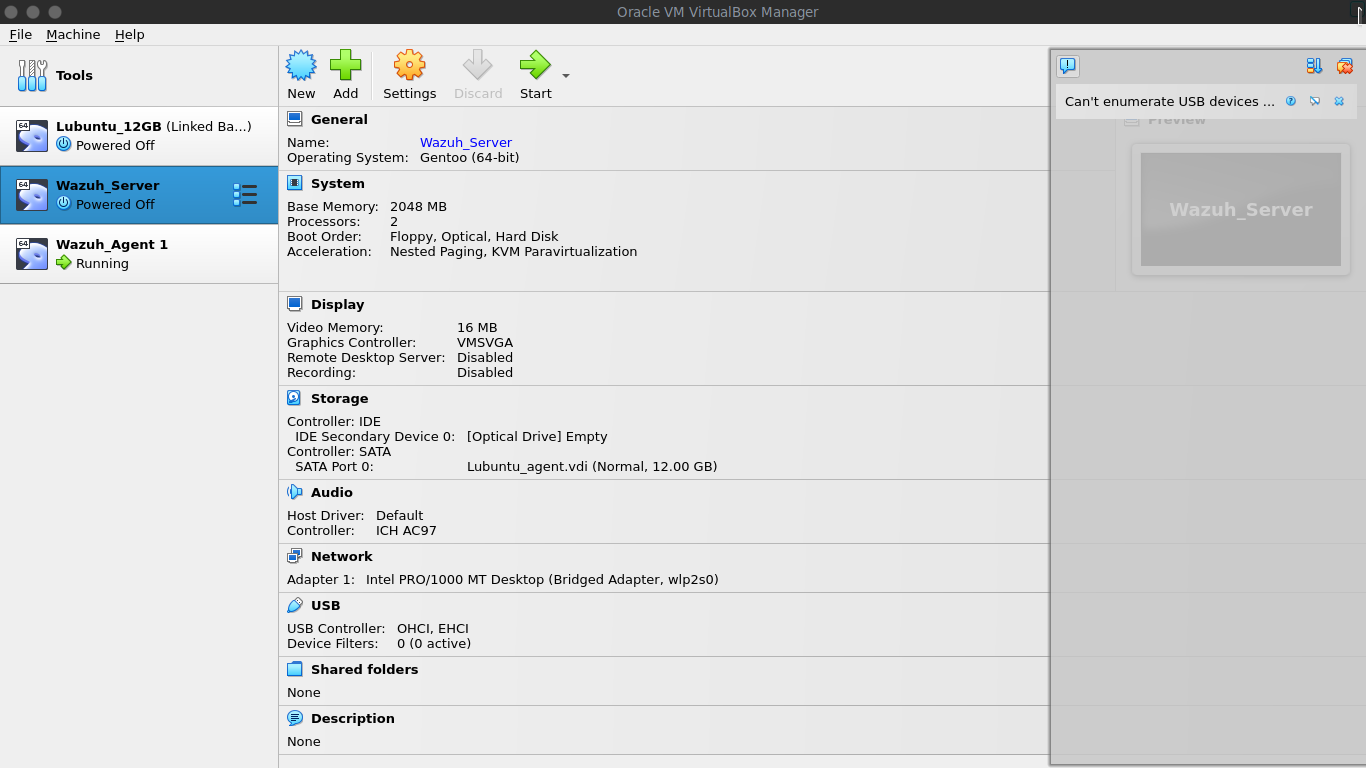 Oracle VM VirtualBox Manager
File Machine Help
Tools
New Add Settings Discard Start
64 Lubuntu_12GB (Linked Ba...)
Powered Off
64 Wazuh_Server
Powered Off
64 Wazuh_Agent 1
Running
General
Name: Wazuh_Server
Operating System: Gentoo (64-bit)
System
Base Memory: 2048 MB
Processors: 2
Boot Order: Floppy, Optical, Hard Disk
Acceleration: Nested Paging, KVM Paravirtualization
Display
Video Memory: 16 MB
Graphics Controller: VMSVGA
Remote Desktop Server: Disabled
Recording: Disabled
Storage
Controller: IDE
IDE Secondary Device 0: [Optical Drive] Empty
Controller: SATA
SATA Port 0: Lubuntu_agent.vdi (Normal, 12.00 GB)
Audio
Host Driver: Default
Controller: ICH AC97
Network
Adapter 1: Intel PRO/1000 MT Desktop (Bridged Adapter, wlp2s0)
USB
USB Controller: OHCI, EHCI
Device Filters: 0 (0 active)
Shared folders
None
Description
None
Can't enumerate USB devices ...
Preview
Wazuh_Server